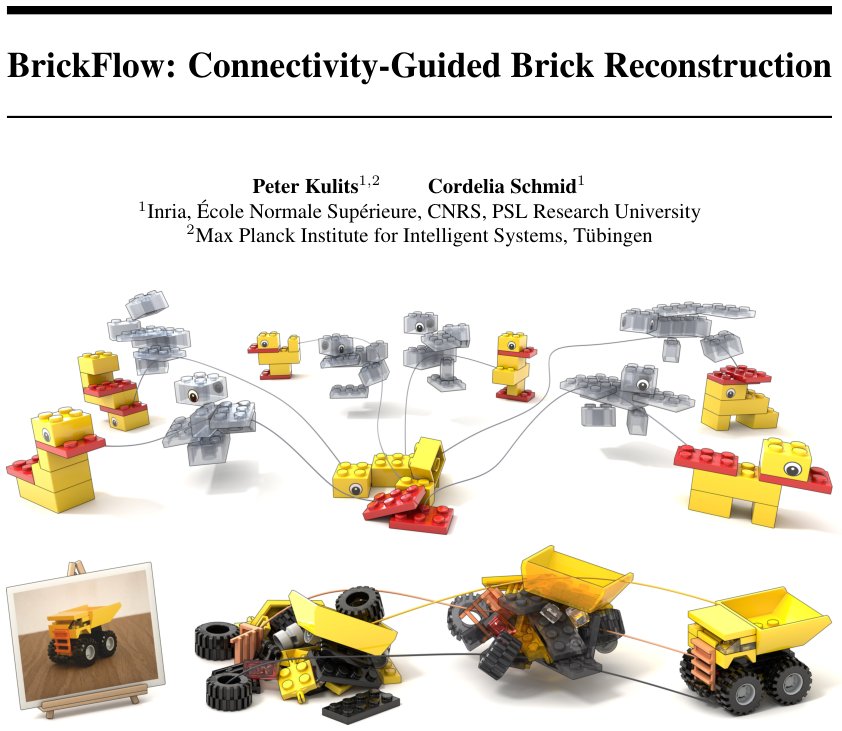 BrickFlow: Connectivity-Guided Brick Reconstruction
Peter Kulits1,2 Cordelia Schmid1
1Inria, École Normale Supérieure, CNRS, PSL Research University
2Max Planck Institute for Intelligent Systems, Tübingen